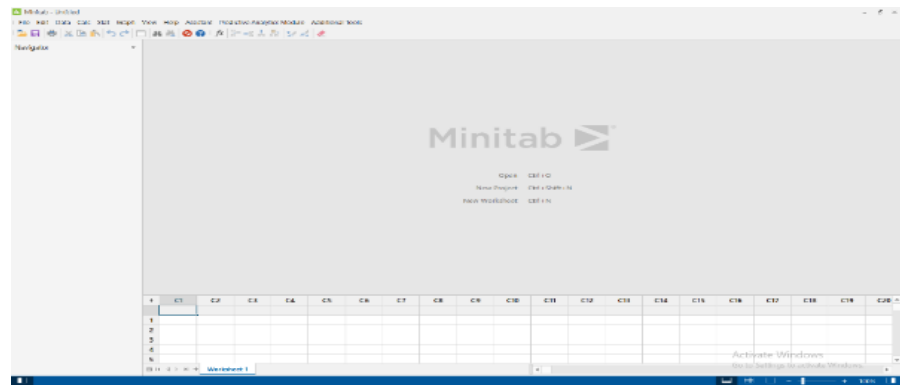 Minitab - Untitled
File Edit Data Calc Stat Graph View Help Assistant Predictive Analytics Module Additional Tools
Navigator
Minitab
Open Ctrl+O
New Project Ctrl+Shift+N
New Worksheet Ctrl+N
C1 C2 C3 C4 C5 C6 C7 C8 C9 C10 C11 C12 C13 C14 C15 C16 C17 C18 C19 C20
1
2
3
4
5
Activate Windows
Go to Settings to activate Windows.
Worksheet 1
100%